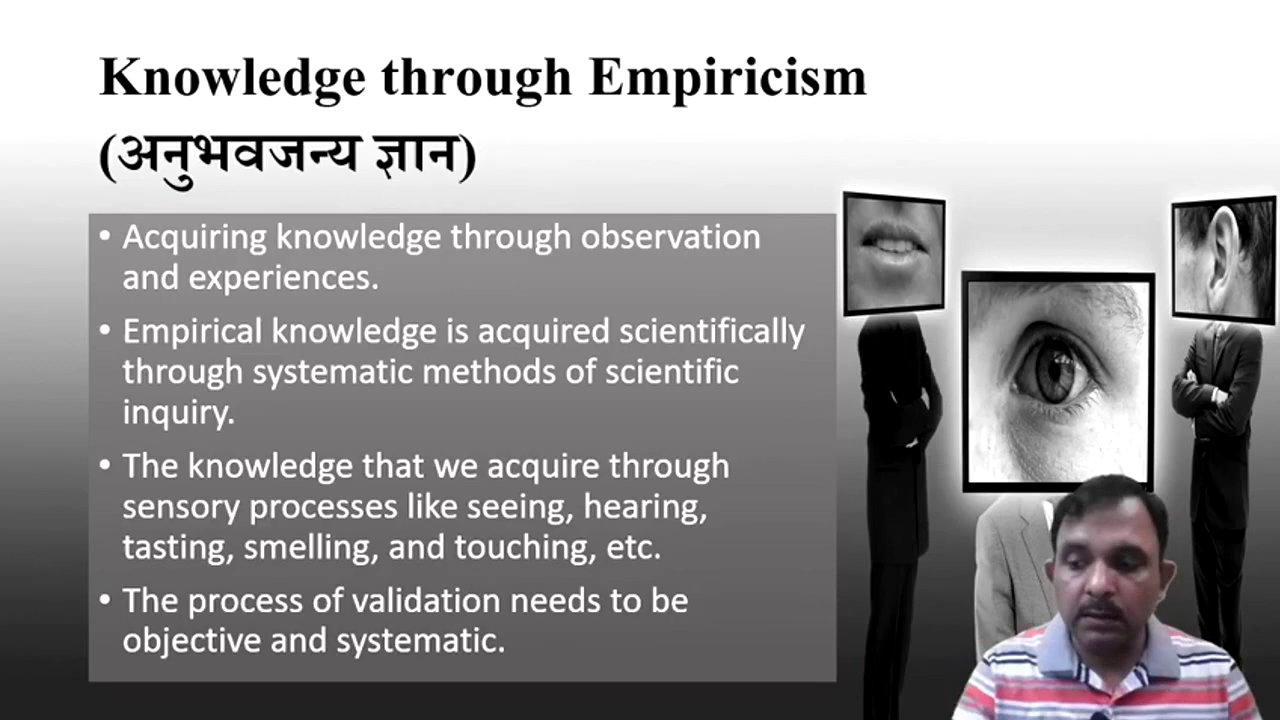 Knowledge through Empiricism
(अनुभवजन्य ज्ञान)
• Acquiring knowledge through observation
and experiences.
• Empirical knowledge is acquired scientifically
through systematic methods of scientific
inquiry.
• The knowledge that we acquire through
sensory processes like seeing, hearing,
tasting, smelling, and touching, etc.
• The process of validation needs to be
objective and systematic.